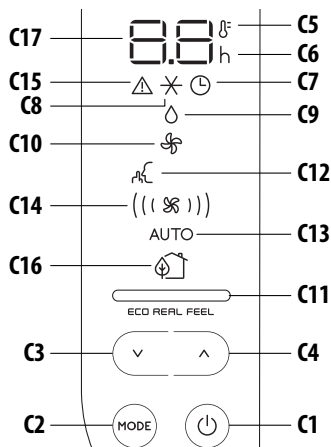 C17 8.8 C5
h C6
C15 C7
C8
C9
C10
C12
C14
AUTO C13
C16
C11
ECO REAL FEEL
C3 C4
C2 MODE C1